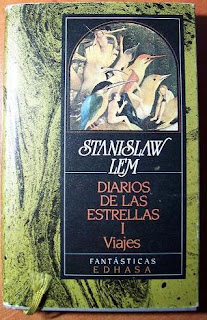 STANISLAW
LEM
DIARIOS
DE LAS
ESTRELLAS
I
Viajes
FANTÁSTICAS
EDHASA